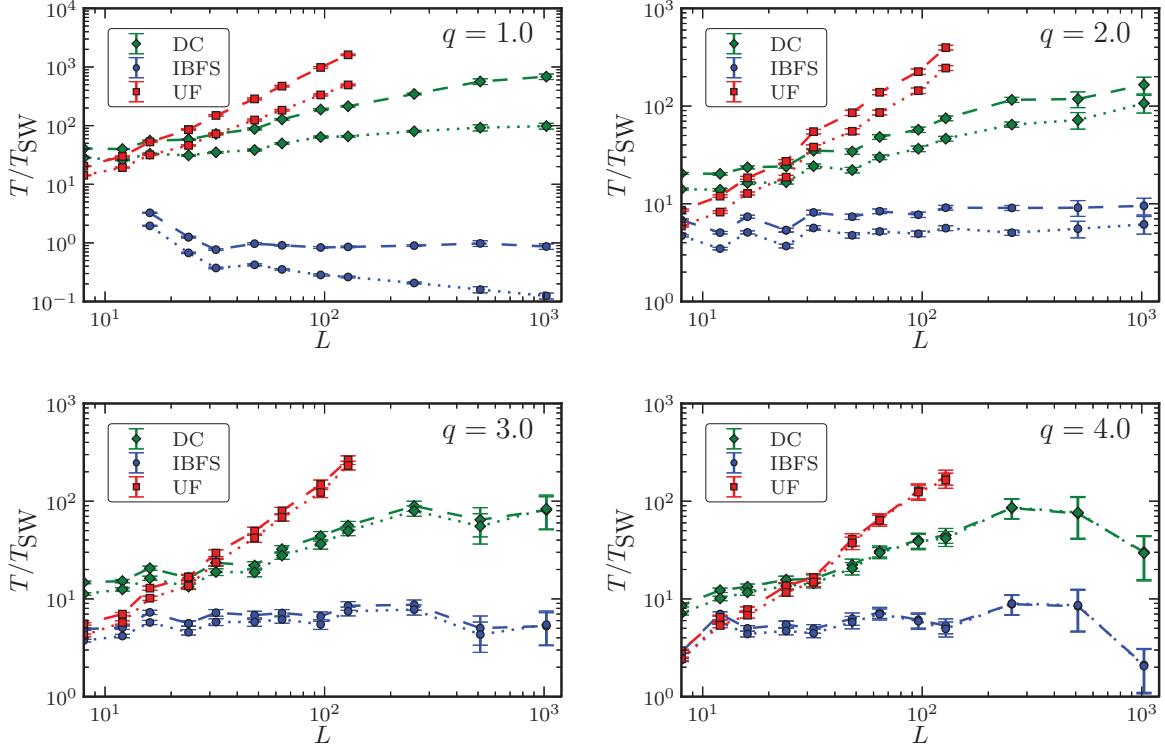 q = 1.0
DC
IBFS
UF
T/T_SW
10^4
10^3
10^2
10^1
10^0
10^{-1}
10^1
10^2
10^3
L
q = 2.0
DC
IBFS
UF
T/T_SW
10^3
10^2
10^1
10^0
10^1
10^2
10^3
L
q = 3.0
DC
IBFS
UF
T/T_SW
10^3
10^2
10^1
10^0
10^1
10^2
10^3
L
q = 4.0
DC
IBFS
UF
T/T_SW
10^3
10^2
10^1
10^0
10^1
10^2
10^3
L